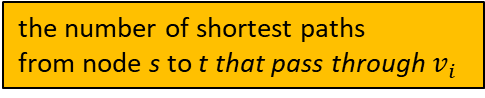 the number of shortest paths
from node s to t that pass through vᵢ